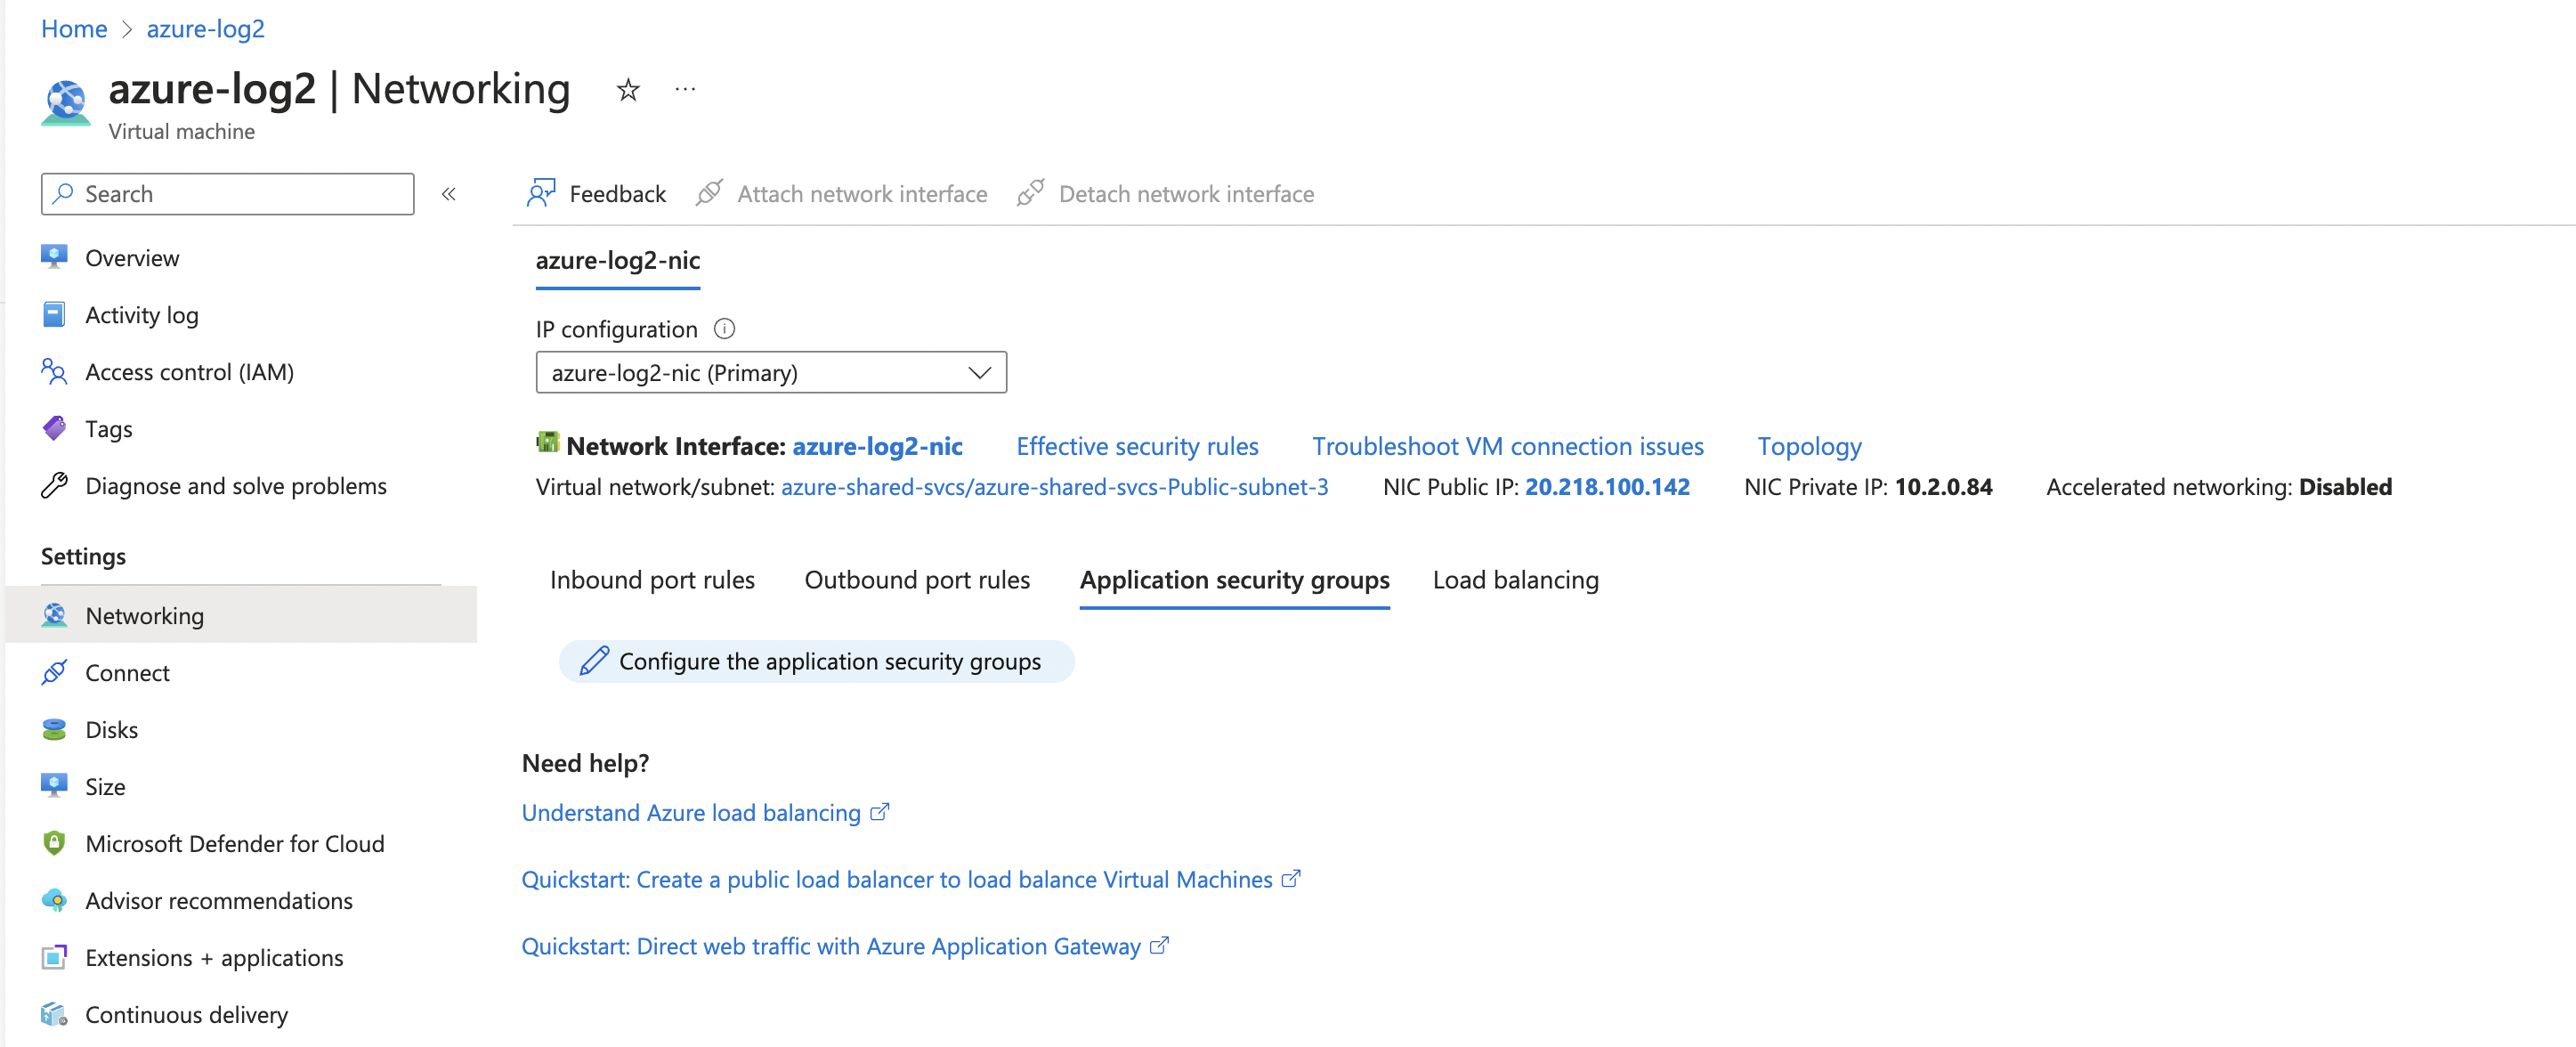 Home > azure-log2
azure-log2 | Networking ☆ ···
Virtual machine
Search «
Overview
Activity log
Access control (IAM)
Tags
Diagnose and solve problems
Settings
Networking
Connect
Disks
Size
Microsoft Defender for Cloud
Advisor recommendations
Extensions + applications
Continuous delivery
Feedback Attach network interface Detach network interface
azure-log2-nic
IP configuration
azure-log2-nic (Primary)
Network Interface: azure-log2-nic Effective security rules Troubleshoot VM connection issues Topology
Virtual network/subnet: azure-shared-svcs/azure-shared-svcs-Public-subnet-3 NIC Public IP: 20.218.100.142 NIC Private IP: 10.2.0.84 Accelerated networking: Disabled
Inbound port rules Outbound port rules Application security groups Load balancing
Configure the application security groups
Need help?
Understand Azure load balancing
Quickstart: Create a public load balancer to load balance Virtual Machines
Quickstart: Direct web traffic with Azure Application Gateway